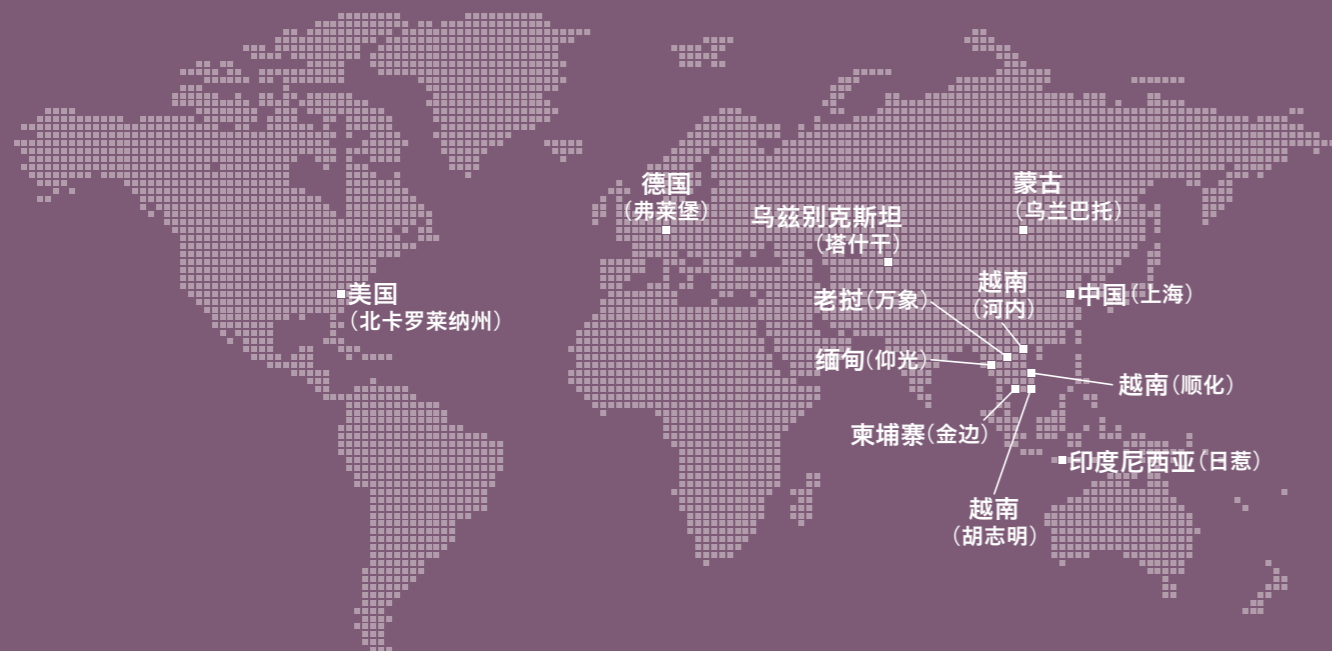 德国
（弗莱堡）
蒙古
（乌兰巴托）
乌兹别克斯坦
（塔什干）
越南
（河内）
美国
（北卡罗莱纳州）
老挝（万象）
中国（上海）
缅甸（仰光）
越南（顺化）
柬埔寨（金边）
印度尼西亚（日惹）
越南
（胡志明）